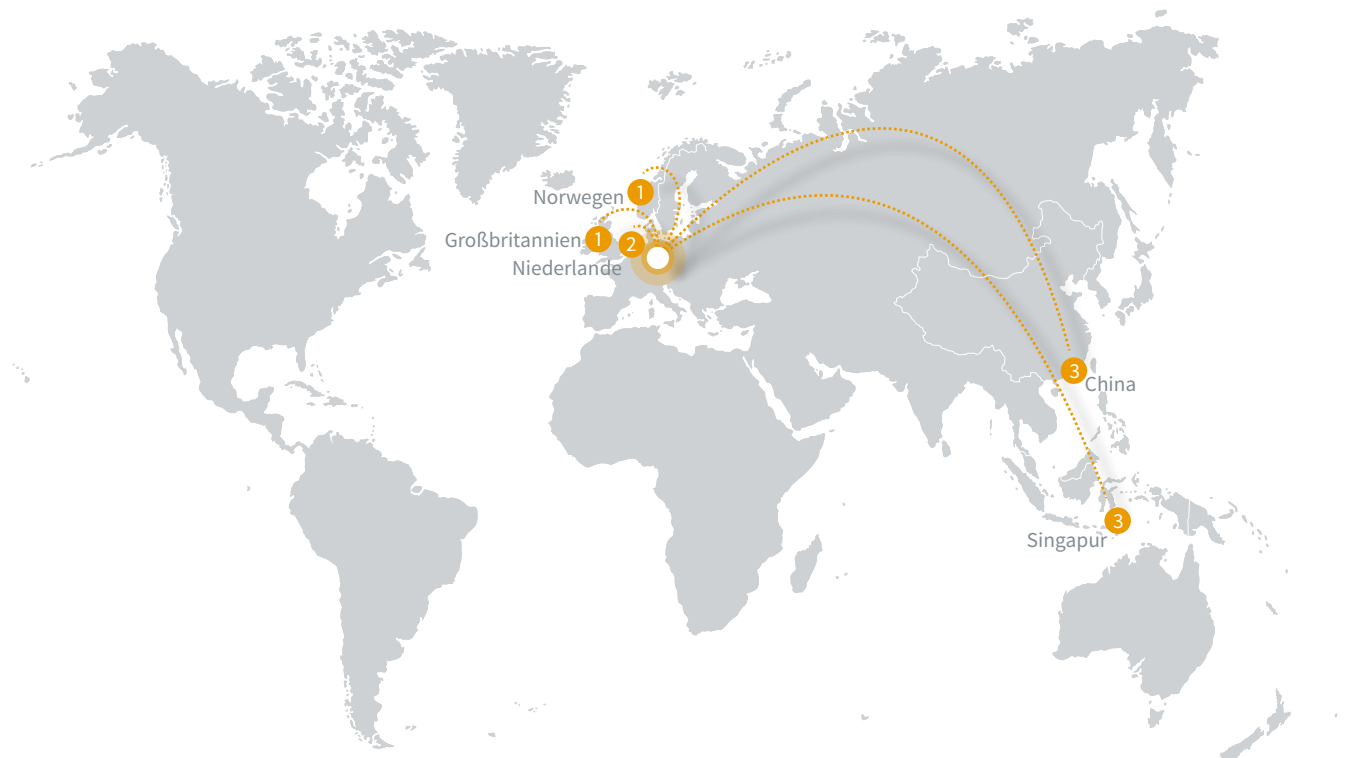 Norwegen 1
Großbritannien 1
2
Niederlande
3
China
3
Singapur